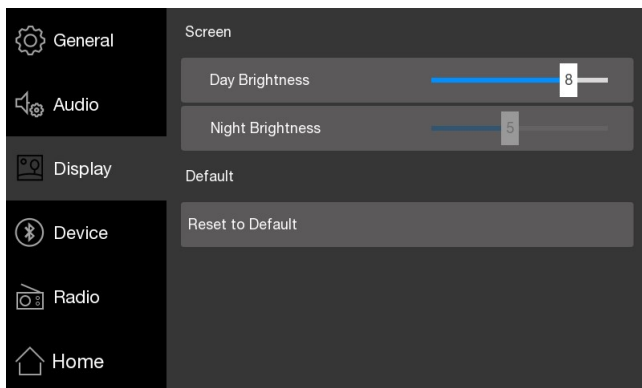 General
Audio
Display
Device
Radio
Home
Screen
Day Brightness 8
Night Brightness 5
Default
Reset to Default